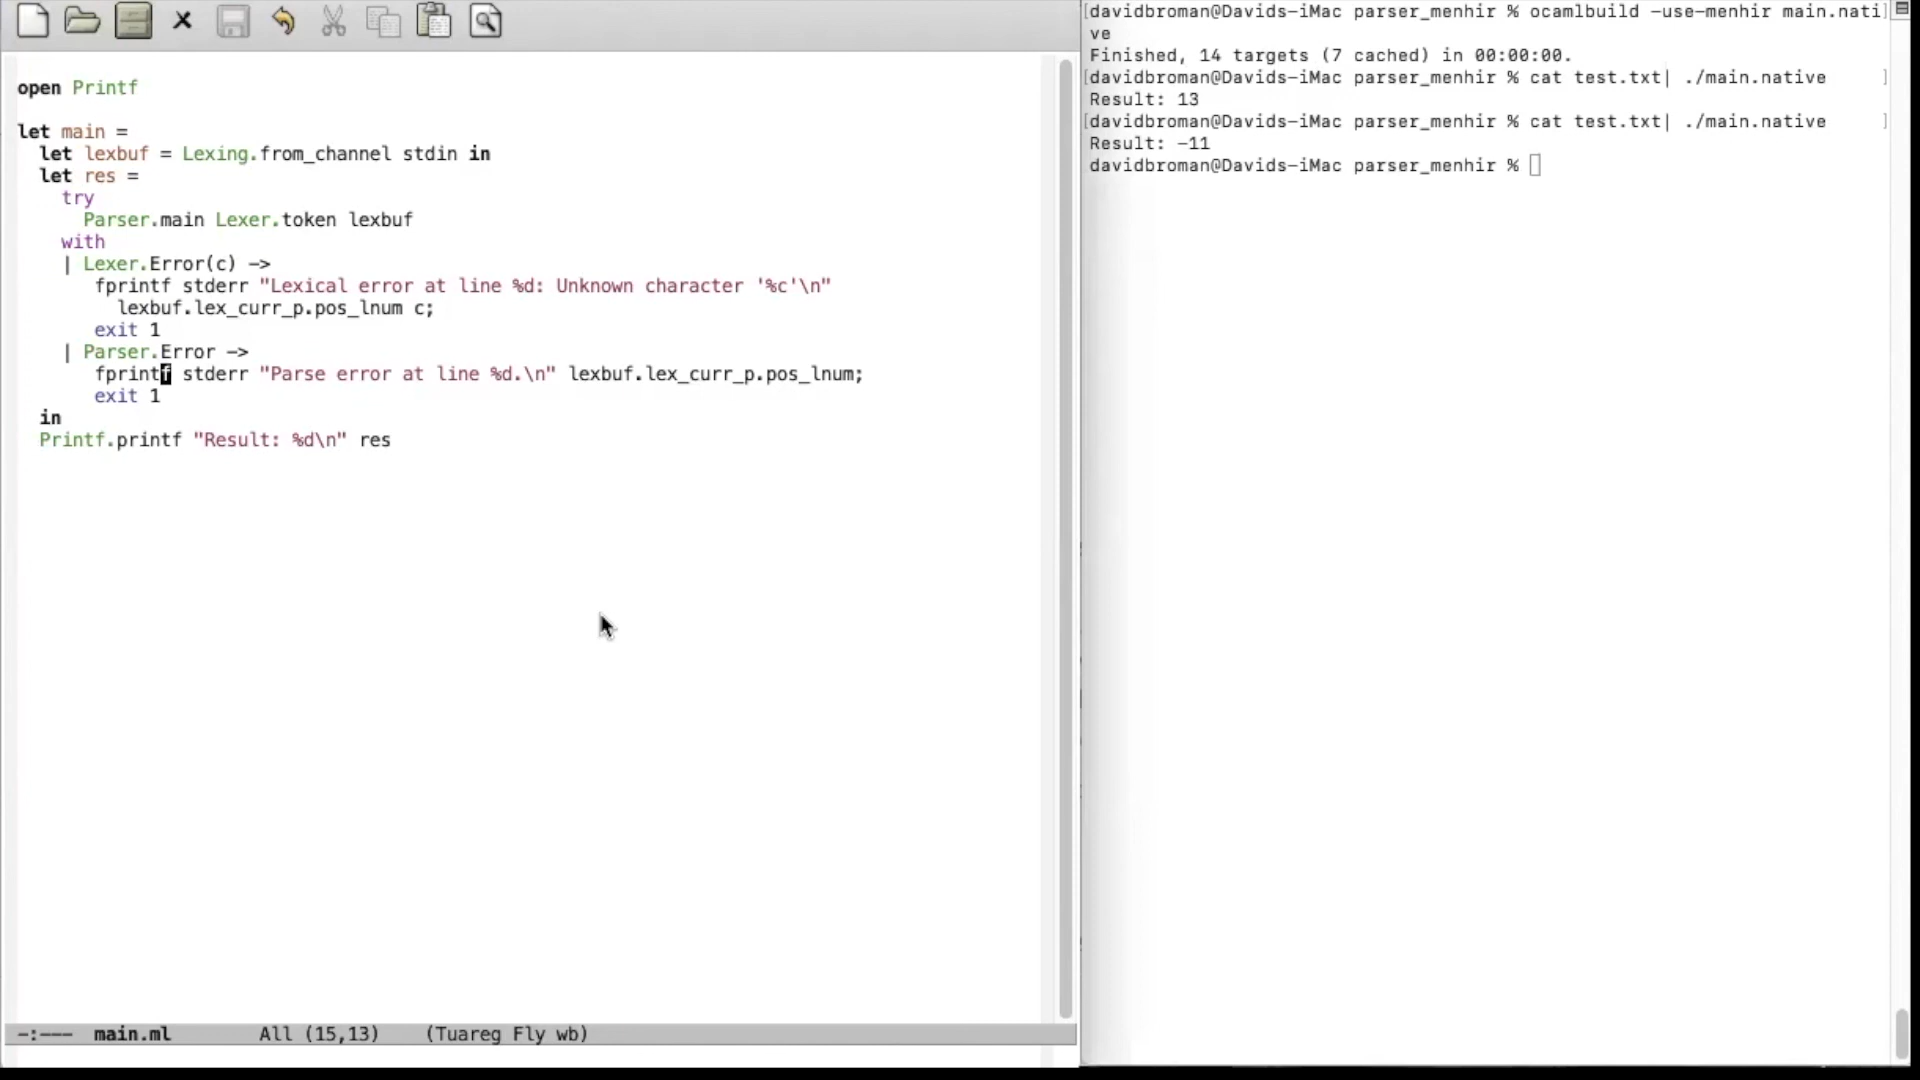 open Printf
let main =
  let lexbuf = Lexing.from_channel stdin in
  let res =
    try
      Parser.main Lexer.token lexbuf
    with
    | Lexer.Error(c) ->
       fprintf stderr "Lexical error at line %d: Unknown character '%c'\n"
         lexbuf.lex_curr_p.pos_lnum c;
       exit 1
    | Parser.Error ->
       fprintf stderr "Parse error at line %d.\n" lexbuf.lex_curr_p.pos_lnum;
       exit 1
  in
  Printf.printf "Result: %d\n" res
-:---  main.ml        All (15,13)    (Tuareg Fly wb)
[davidbroman@Davids-iMac parser_menhir % ocamlbuild -use-menhir main.nati]
ve
Finished, 14 targets (7 cached) in 00:00:00.
[davidbroman@Davids-iMac parser_menhir % cat test.txt| ./main.native     ]
Result: 13
[davidbroman@Davids-iMac parser_menhir % cat test.txt| ./main.native     ]
Result: -11
davidbroman@Davids-iMac parser_menhir %